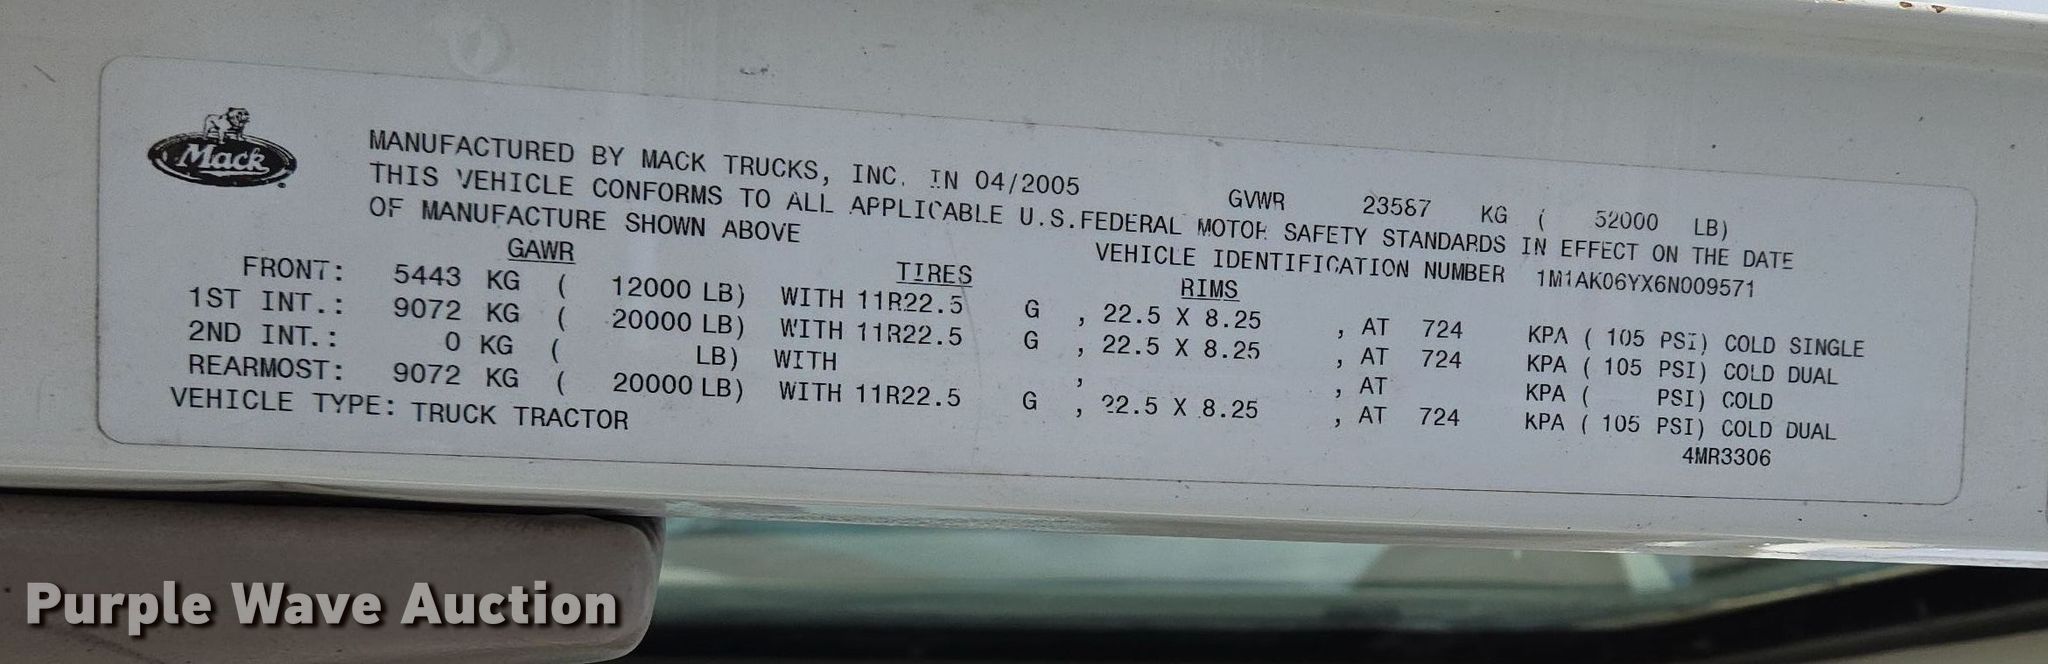 Mack
MANUFACTURED BY MACK TRUCKS, INC. IN 04/2005 GVWR 23587 KG ( 52000 LB)
THIS VEHICLE CONFORMS TO ALL APPLICABLE U.S.FEDERAL MOTOR SAFETY STANDARDS IN EFFECT ON THE DATE
OF MANUFACTURE SHOWN ABOVE VEHICLE IDENTIFICATION NUMBER 1M1AK06YX6N009571
GAWR TIRES RIMS
FRONT: 5443 KG ( 12000 LB) WITH 11R22.5 G , 22.5 X 8.25 , AT 724 KPA ( 105 PSI) COLD SINGLE
1ST INT.: 9072 KG ( 20000 LB) WITH 11R22.5 G , 22.5 X 8.25 , AT 724 KPA ( 105 PSI) COLD DUAL
2ND INT.: 0 KG ( LB) WITH , , AT KPA ( PSI) COLD
REARMOST: 9072 KG ( 20000 LB) WITH 11R22.5 G , 22.5 X 8.25 , AT 724 KPA ( 105 PSI) COLD DUAL
VEHICLE TYPE: TRUCK TRACTOR 4MR3306
Purple Wave Auction